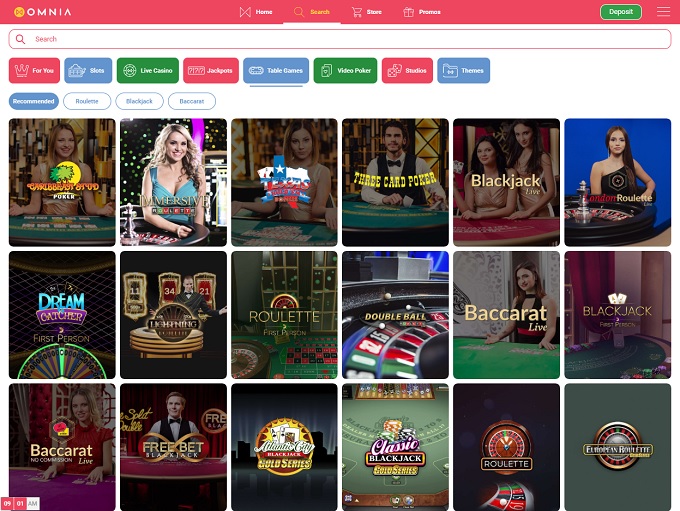 OMNIA
Home
Search
Store
Promos
Deposit
Search
For You
Slots
Live Casino
Jackpots
Table Games
Video Poker
Studios
Themes
Recommended
Roulette
Blackjack
Baccarat
CARIBBEAN STUD
POKER
IMMERSIVE
ROULETTE
TEXAS
BONUS
THREE CARD POKER
Blackjack
Live
London Roulette
Live
DREAM
CATCHER
FIRST PERSON
11 34 21
LIGHTNING
ROULETTE
ROULETTE
FIRST PERSON
DOUBLE BALL
Baccarat
Live
BLACKJACK
FIRST PERSON
Baccarat
NO COMMISSION Live
Split
Double
FREE BET
BLACKJACK
Atlantic City
BLACKJACK
GOLD SERIES
Classic
BLACKJACK
GOLD SERIES
ROULETTE
EUROPEAN ROULETTE
09 01 AM